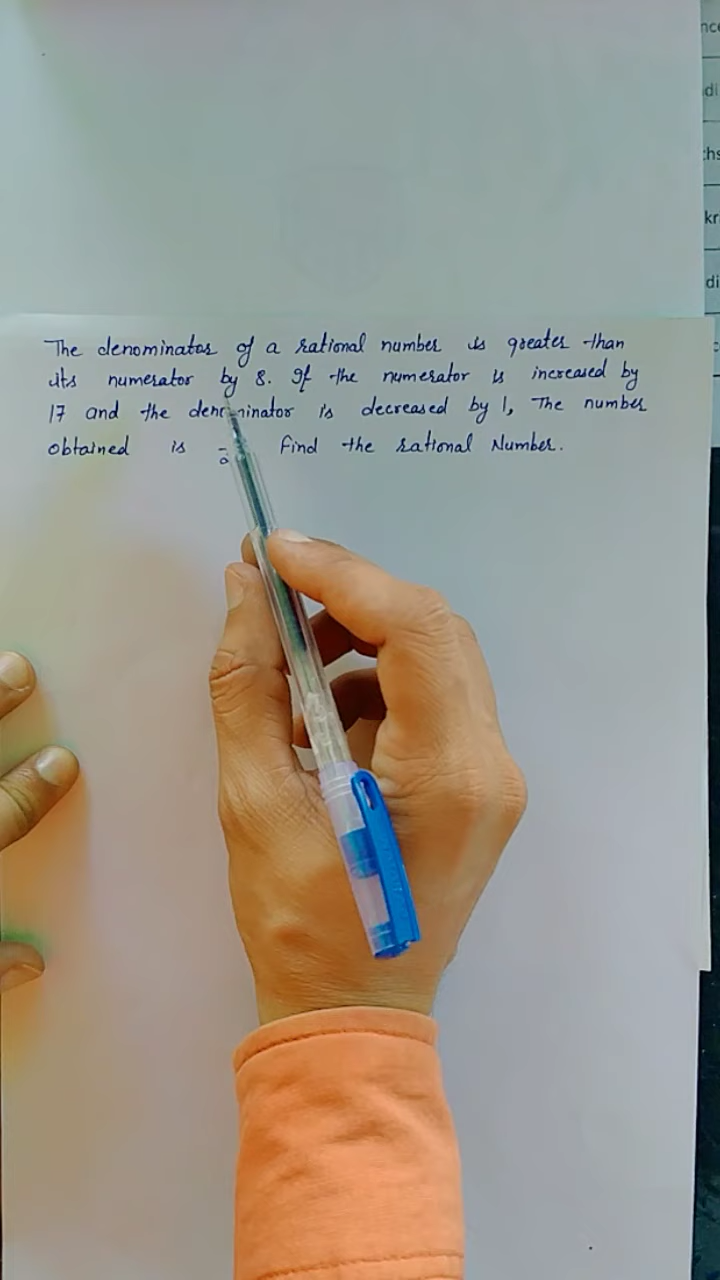 The denominator of a rational number is greater than
its numerator by 8. If the numerator is increased by
17 and the denominator is decreased by 1, The number
obtained is find the rational Number.